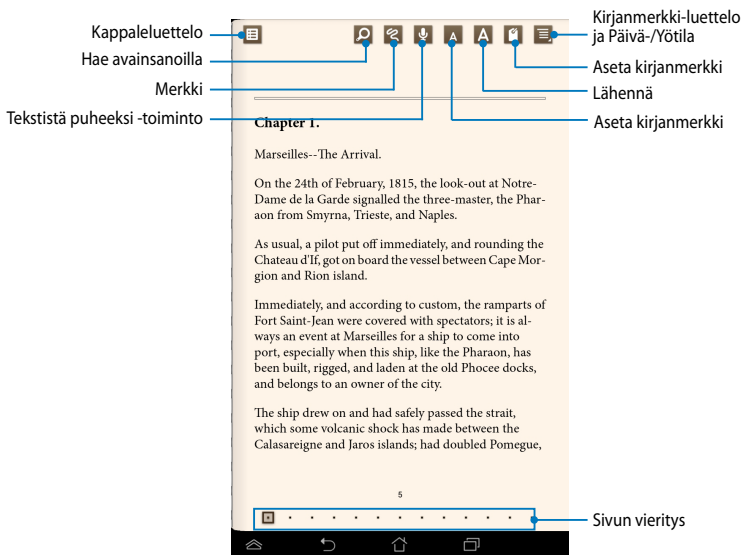 Kappaleluettelo
Hae avainsanoilla
Merkki
Tekstistä puheeksi -toiminto
Kirjanmerkki-luettelo
ja Päivä-/Yötila
Aseta kirjanmerkki
Lähennä
Aseta kirjanmerkki
A
A
Chapter 1.
Marseilles--The Arrival.
On the 24th of February, 1815, the look-out at Notre-
Dame de la Garde signalled the three-master, the Phar-
aon from Smyrna, Trieste, and Naples.
As usual, a pilot put off immediately, and rounding the
Chateau d'If, got on board the vessel between Cape Mor-
gion and Rion island.
Immediately, and according to custom, the ramparts of
Fort Saint-Jean were covered with spectators; it is al-
ways an event at Marseilles for a ship to come into
port, especially when this ship, like the Pharaon, has
been built, rigged, and laden at the old Phocee docks,
and belongs to an owner of the city.
The ship drew on and had safely passed the strait,
which some volcanic shock has made between the
Calasareigne and Jaros islands; had doubled Pomegue,
5
Sivun vieritys